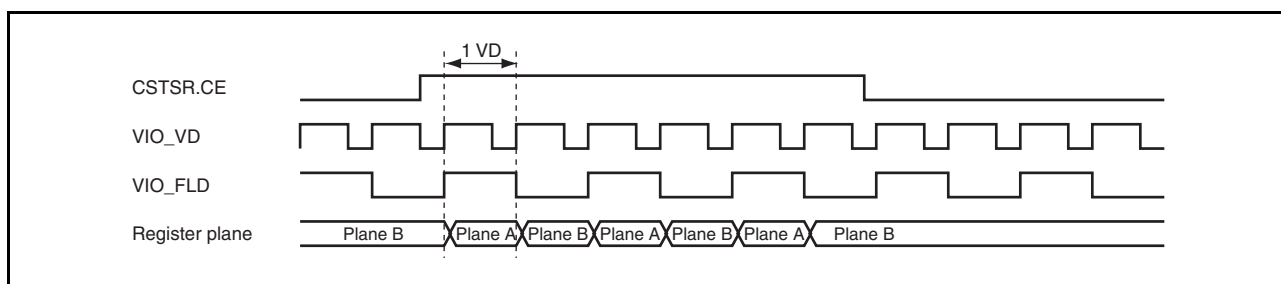 1 VD
CSTSR.CE
VIO_VD
VIO_FLD
Register plane Plane B Plane A Plane B Plane A Plane B Plane A Plane B